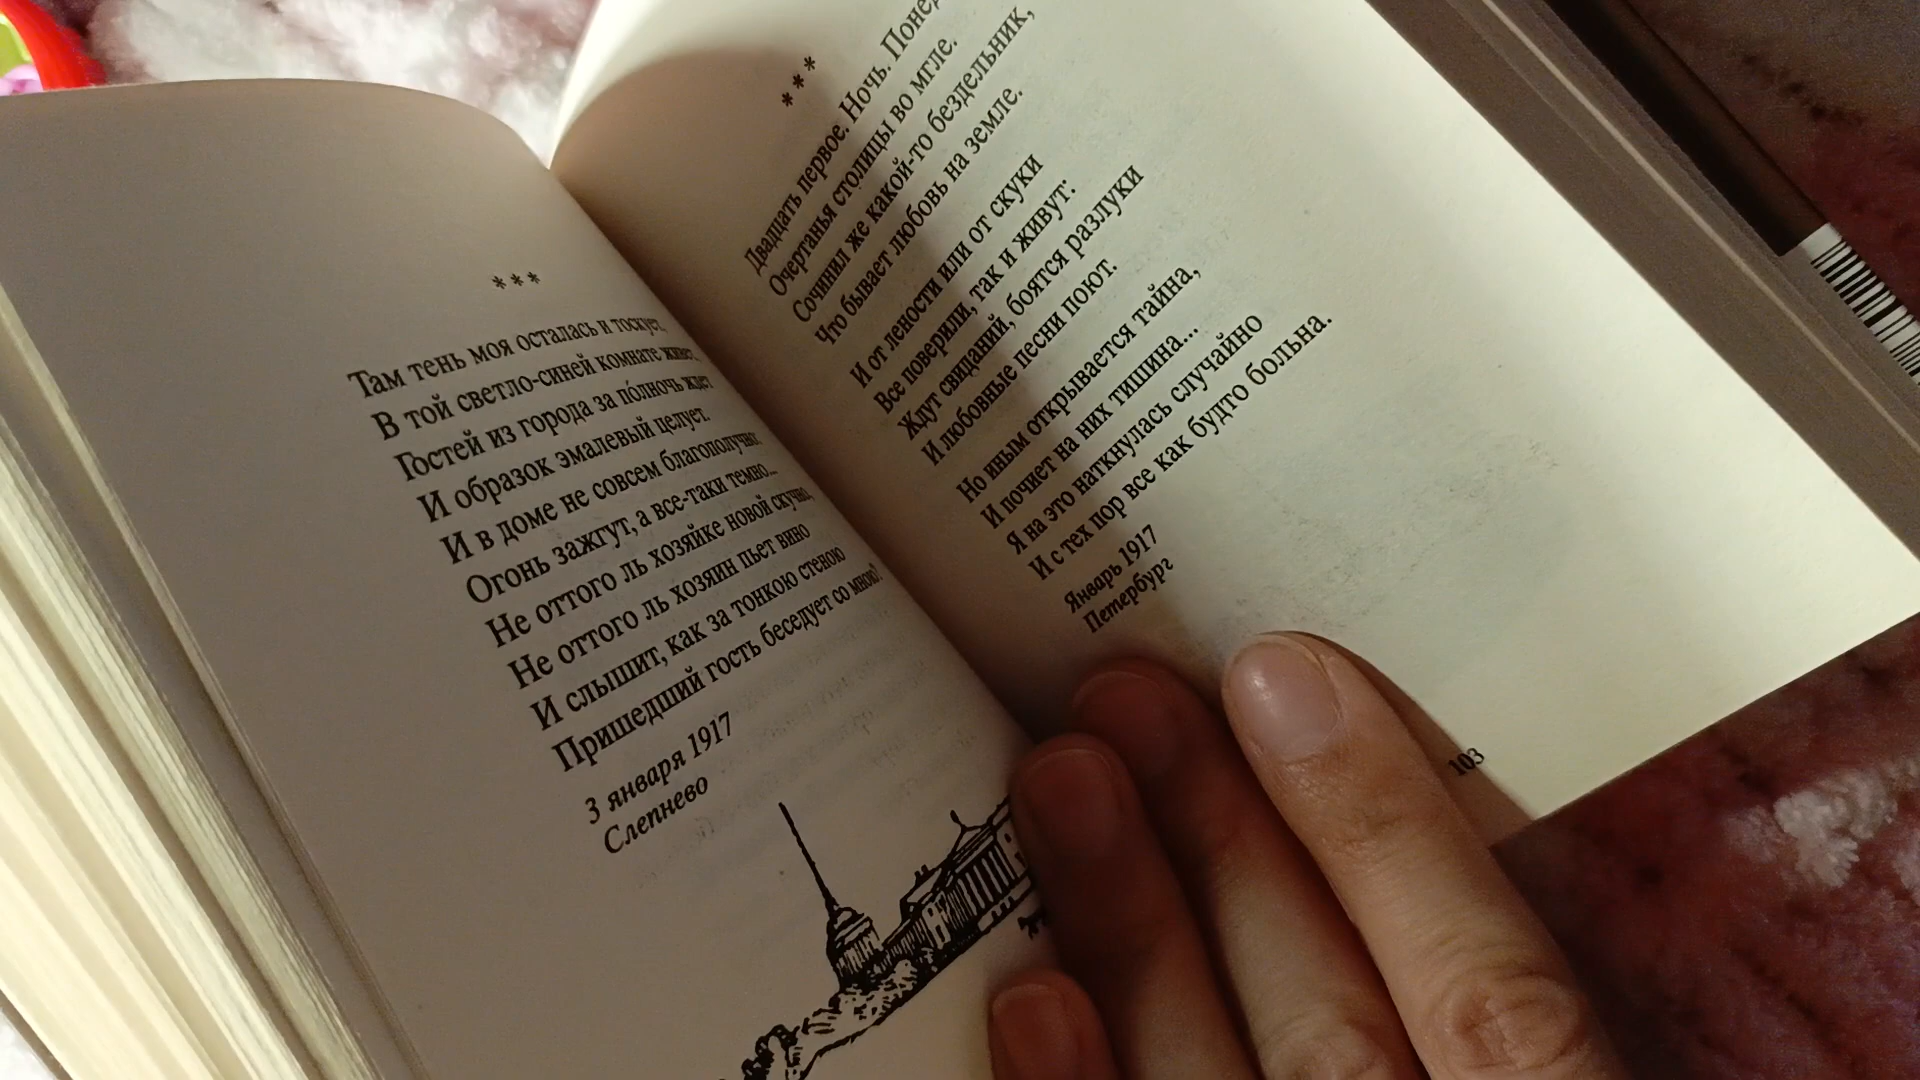 * * *
Там тень моя осталась и тоскует,
В той светло-синей комнате живет,
Гостей из города за по́лночь ждет
И образок эмалевый целует.
И в доме не совсем благополучно:
Огонь зажгут, а все-таки темно...
Не оттого ль хозяйке новой скучно,
Не оттого ль хозяин пьет вино
И слышит, как за тонкою стеною
Пришедший гость беседует со мною?
3 января 1917
Слепнево
* * *
Двадцать первое. Ночь. Понед
Очертанья столицы во мгле.
Сочинил же какой-то бездельник,
Что бывает любовь на земле.
И от лености или от скуки
Все поверили, так и живут:
Ждут свиданий, боятся разлуки
И любовные песни поют.
Но иным открывается тайна,
И почиет на них тишина...
Я на это наткнулась случайно
И с тех пор все как будто больна.
Январь 1917
Петербург
103